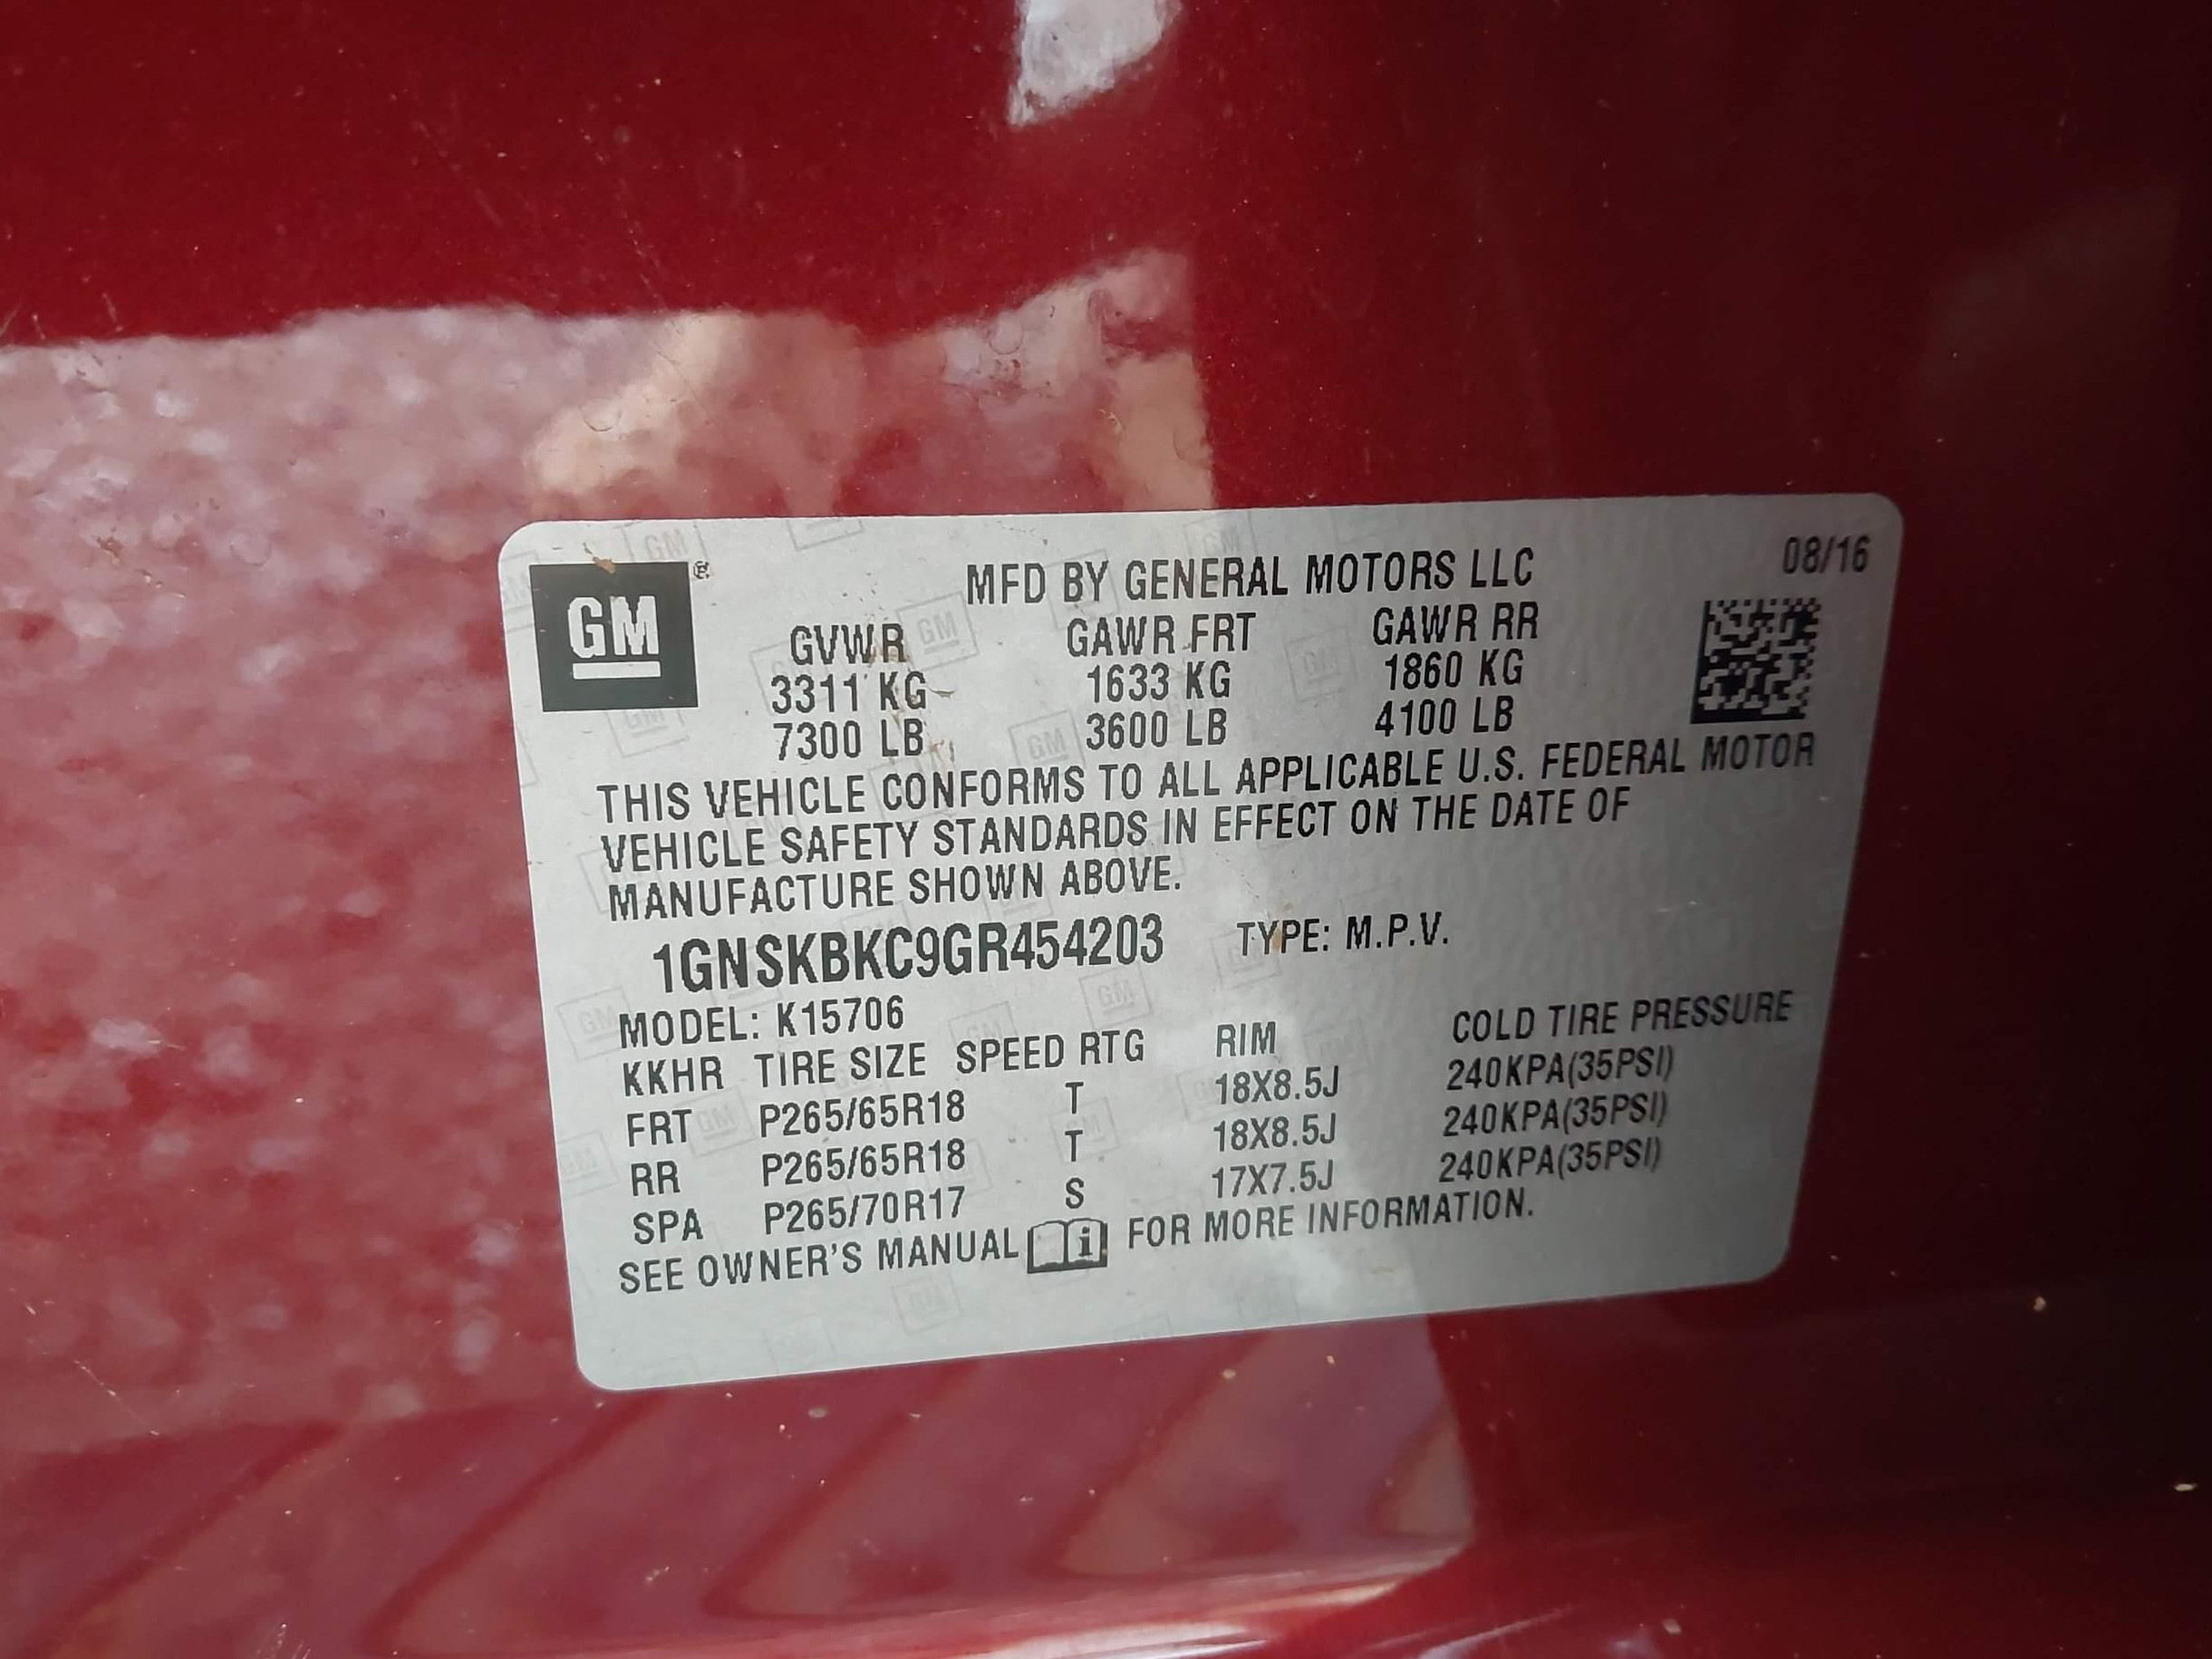 GM ®
MFD BY GENERAL MOTORS LLC 08/16
GVWR GAWR FRT GAWR RR
3311 KG 1633 KG 1860 KG
7300 LB 3600 LB 4100 LB
THIS VEHICLE CONFORMS TO ALL APPLICABLE U.S. FEDERAL MOTOR
VEHICLE SAFETY STANDARDS IN EFFECT ON THE DATE OF
MANUFACTURE SHOWN ABOVE.
1GNSKBKC9GR454203 TYPE: M.P.V.
MODEL: K15706
KKHR TIRE SIZE SPEED RTG RIM COLD TIRE PRESSURE
FRT P265/65R18 T 18X8.5J 240KPA(35PSI)
RR P265/65R18 T 18X8.5J 240KPA(35PSI)
SPA P265/70R17 S 17X7.5J 240KPA(35PSI)
SEE OWNER'S MANUAL i FOR MORE INFORMATION.